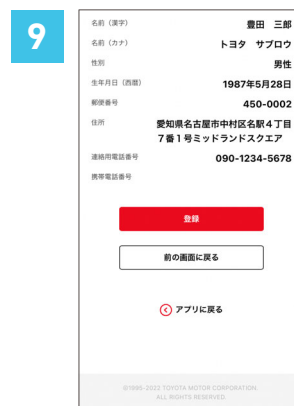 9
名前（漢字） 豊田 三郎
名前（カナ） トヨタ サブロウ
性別 男性
生年月日（西暦） 1987年5月28日
郵便番号 450-0002
住所 愛知県名古屋市中村区名駅4丁目
7番1号ミッドランドスクエア
連絡用電話番号 090-1234-5678
携帯電話番号
登録
前の画面に戻る
アプリに戻る
©1995-2022 TOYOTA MOTOR CORPORATION.
ALL RIGHTS RESERVED.